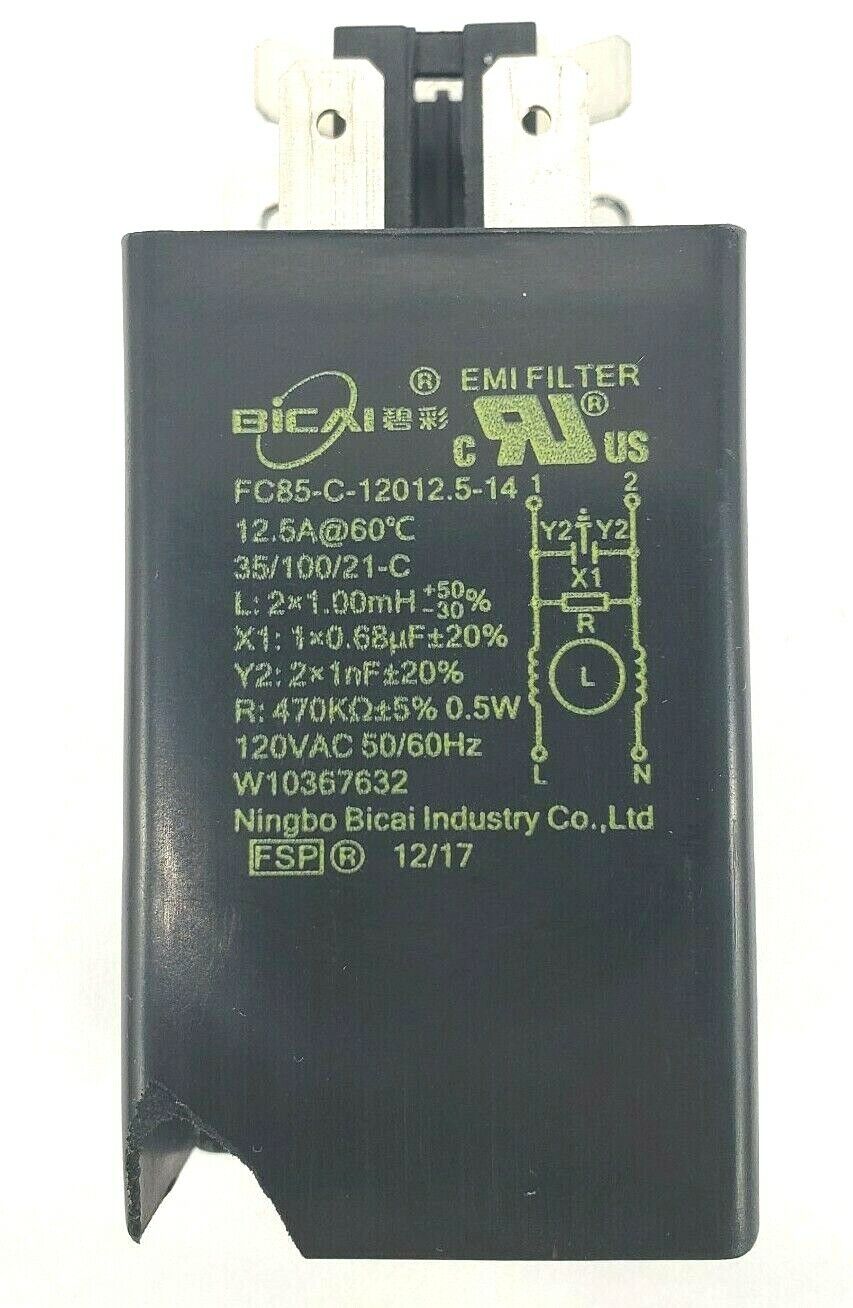 ® EMI FILTER
BiCAI 碧彩
C RU® US
FC85-C-12012.5-14
12.5A@60℃
35/100/21-C
L: 2×1.00mH +50/-30%
X1: 1×0.68μF±20%
Y2: 2×1nF±20%
R: 470KΩ±5% 0.5W
120VAC 50/60Hz
W10367632
Ningbo Bicai Industry Co.,Ltd
FSP ® 12/17
1 2
Y2 Y2
X1
R
L
L N